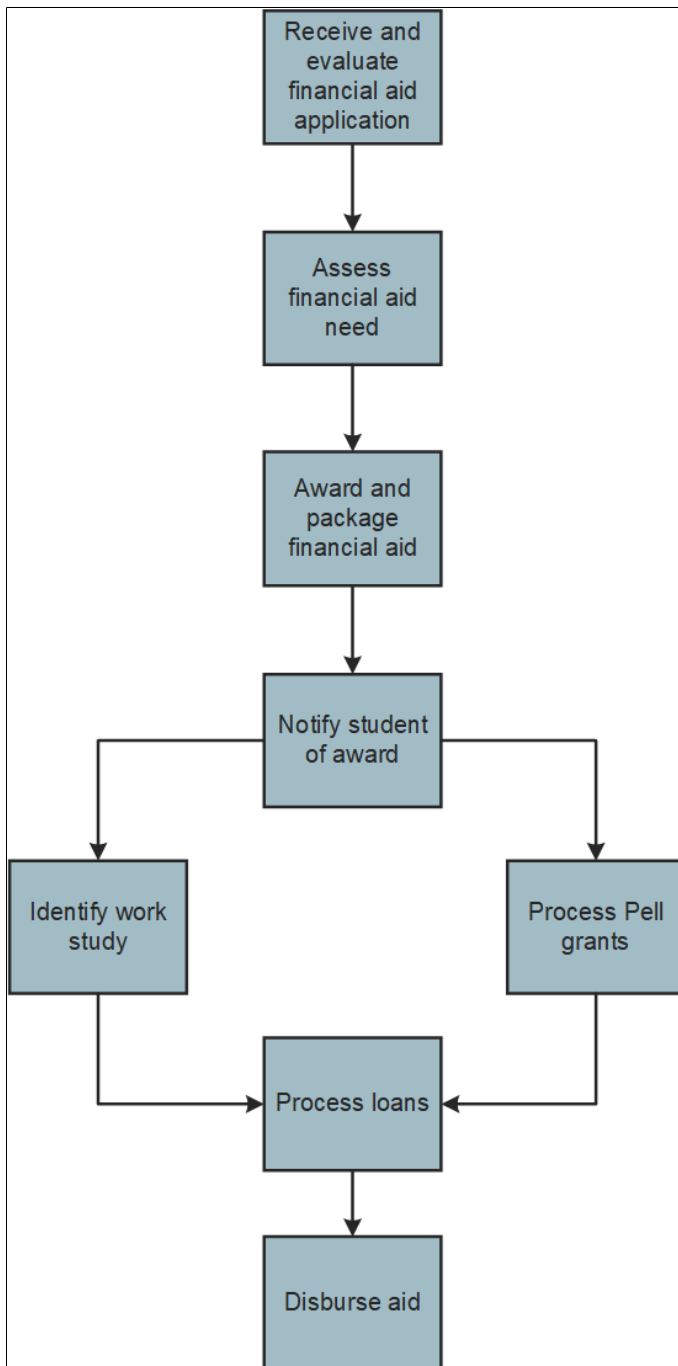 Receive and
evaluate
financial aid
application
Assess
financial aid
need
Award and
package
financial aid
Notify student
of award
Identify work
study
Process Pell
grants
Process loans
Disburse aid